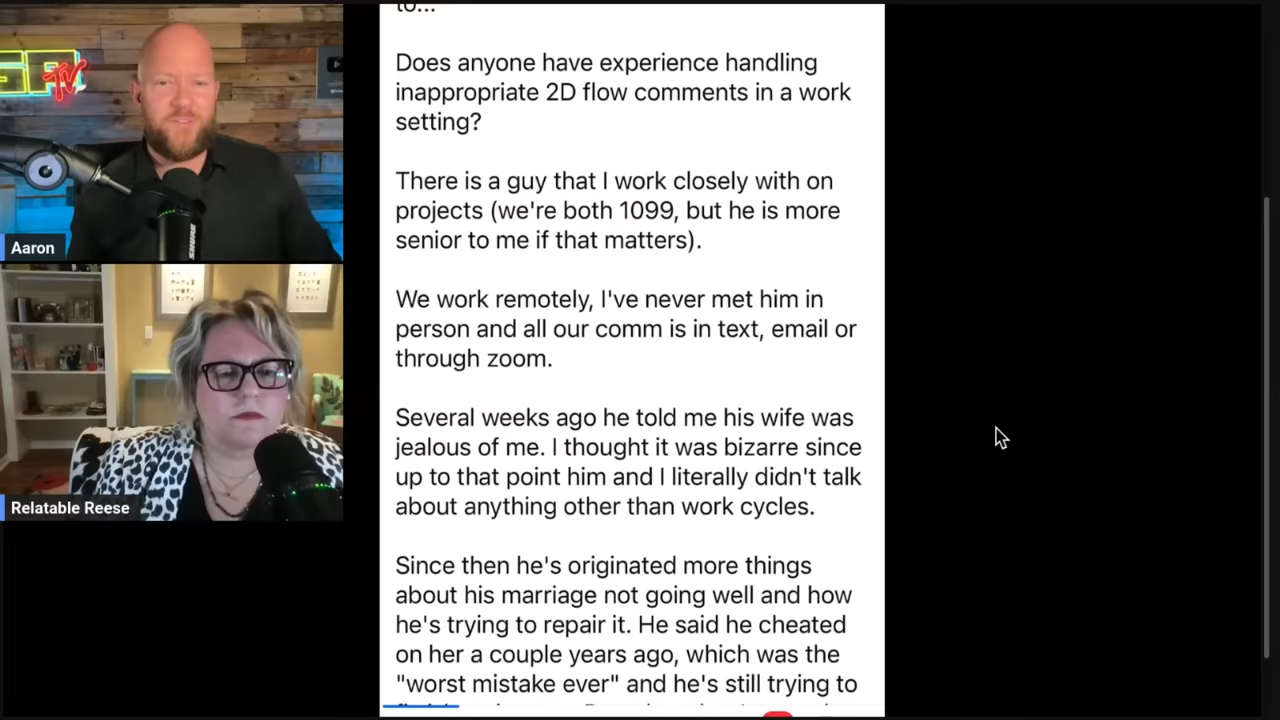 TV
Aaron
Relatable Reese
to...
Does anyone have experience handling
inappropriate 2D flow comments in a work
setting?
There is a guy that I work closely with on
projects (we're both 1099, but he is more
senior to me if that matters).
We work remotely, I've never met him in
person and all our comm is in text, email or
through zoom.
Several weeks ago he told me his wife was
jealous of me. I thought it was bizarre since
up to that point him and I literally didn't talk
about anything other than work cycles.
Since then he's originated more things
about his marriage not going well and how
he's trying to repair it. He said he cheated
on her a couple years ago, which was the
"worst mistake ever" and he's still trying to